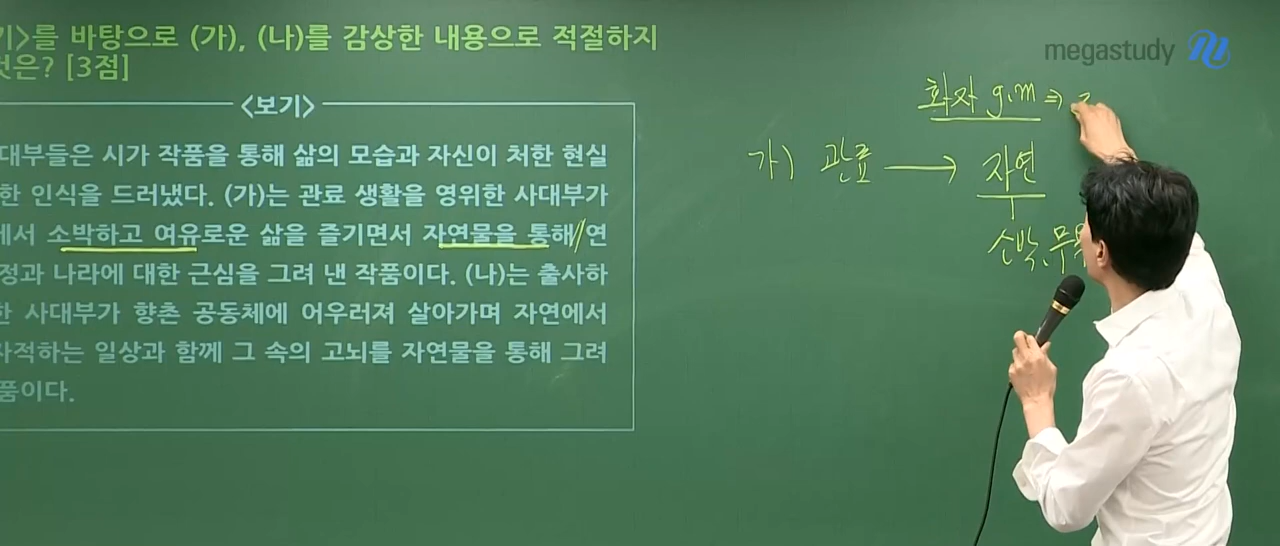 기>를 바탕으로 (가), (나)를 감상한 내용으로 적절하지
것은? [3점]
<보기>
대부들은 시가 작품을 통해 삶의 모습과 자신이 처한 현실
한 인식을 드러냈다. (가)는 관료 생활을 영위한 사대부가
에서 소박하고 여유로운 삶을 즐기면서 자연물을 통해 연
정과 나라에 대한 근심을 그려 낸 작품이다. (나)는 출사하
한 사대부가 향촌 공동체에 어우러져 살아가며 자연에서
자적하는 일상과 함께 그 속의 고뇌를 자연물을 통해 그려
품이다.
megastudy
화자 g.m ⇒
가) 관료 → 자연
소박,